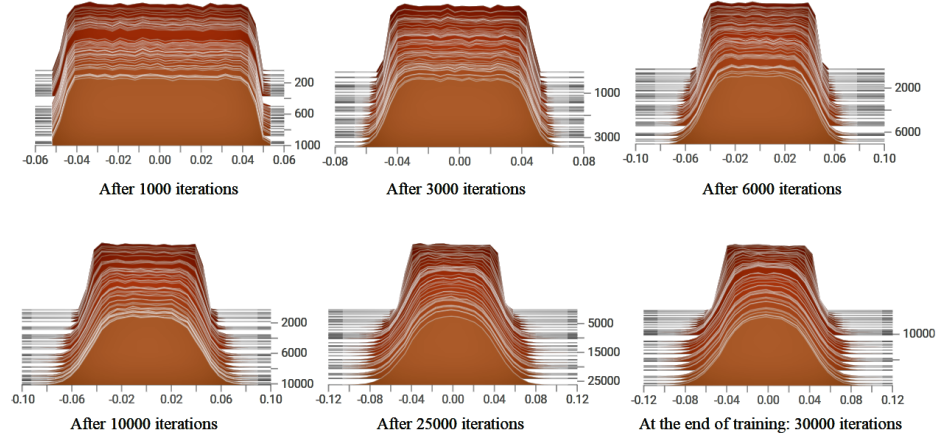 200
600
1000
-0.06 -0.04 -0.02 0.00 0.02 0.04 0.06
After 1000 iterations
1000
3000
-0.08 -0.04 0.00 0.04 0.08
After 3000 iterations
2000
6000
-0.10 -0.06 -0.02 0.02 0.06 0.10
After 6000 iterations
2000
6000
10000
-0.10 -0.06 -0.02 0.02 0.06 0.10
After 10000 iterations
5000
15000
25000
-0.12 -0.08 -0.04 0.00 0.04 0.08 0.12
After 25000 iterations
10000
-0.12 -0.08 -0.04 0.00 0.04 0.08 0.12
At the end of training: 30000 iterations